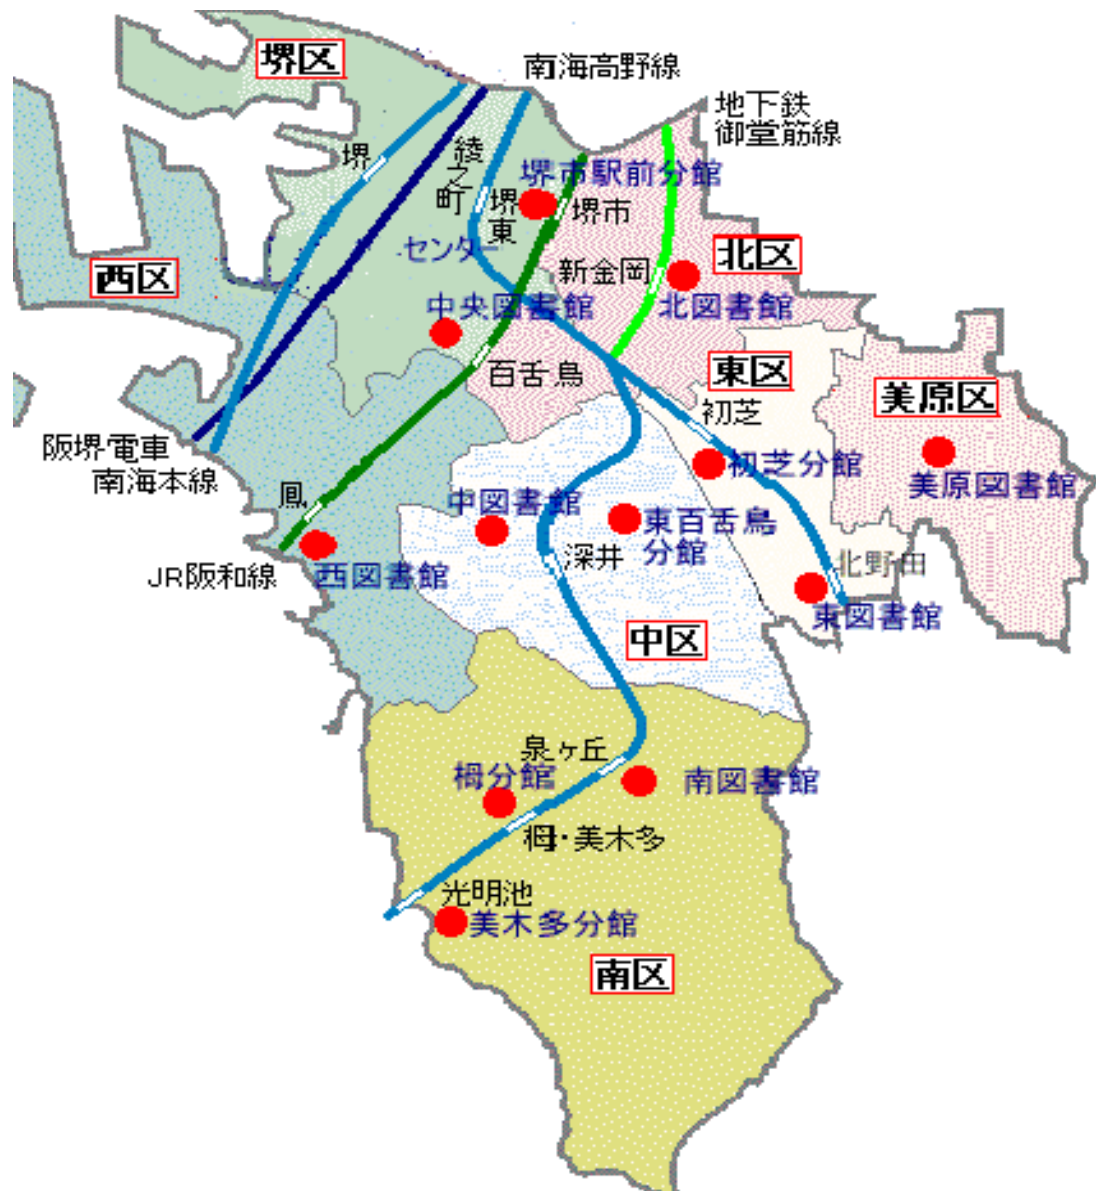 堺区
南海高野線
地下鉄
御堂筋線
堺
綾之町
堺市駅前分館
堺東
堺市
センター
北区
西区
新金岡
中央図書館
北図書館
百舌鳥
東区
美原区
初芝
阪堺電車
南海本線
初芝分館
美原図書館
鳳
中図書館
東百舌鳥
分館
深井
JR阪和線
西図書館
北野田
東図書館
中区
泉ヶ丘
栂分館
南図書館
栂・美木多
光明池
美木多分館
南区